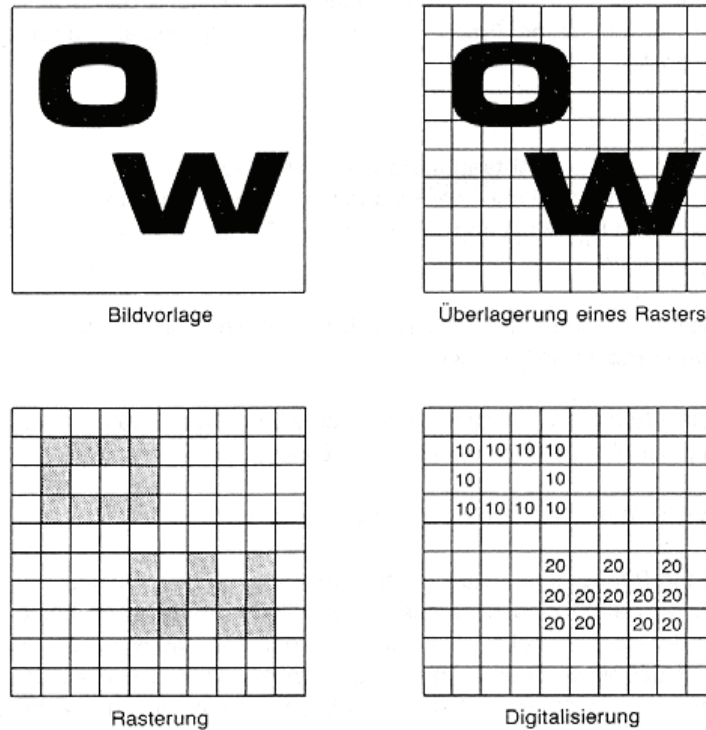 O
W
Bildvorlage
O
W
Überlagerung eines Rasters
Rasterung
10 10 10 10
10 10
10 10 10 10
20 20 20
20 20 20 20 20
20 20 20 20
Digitalisierung